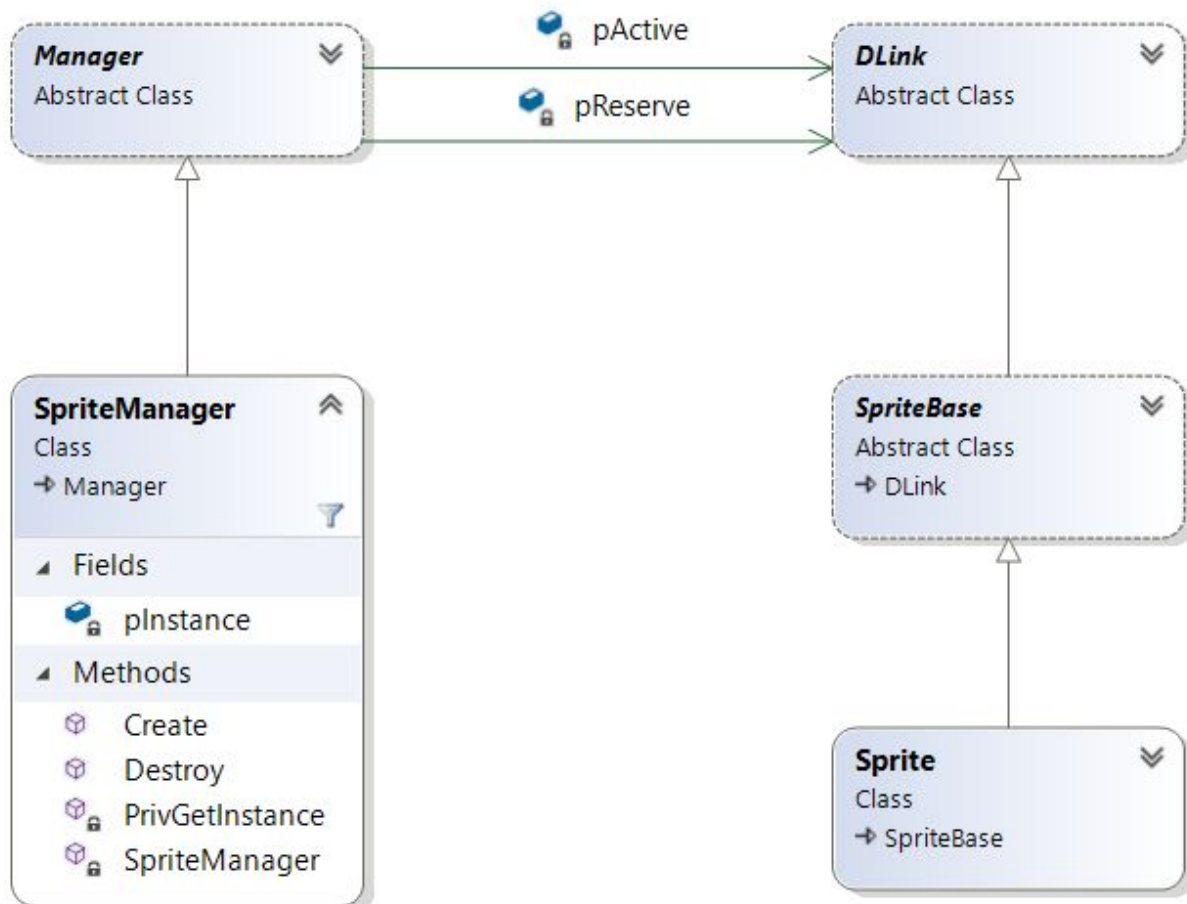 Manager
Abstract Class
pActive
pReserve
DLink
Abstract Class
SpriteManager
Class
Manager
Fields
pInstance
Methods
Create
Destroy
PrivGetInstance
SpriteManager
SpriteBase
Abstract Class
DLink
Sprite
Class
SpriteBase